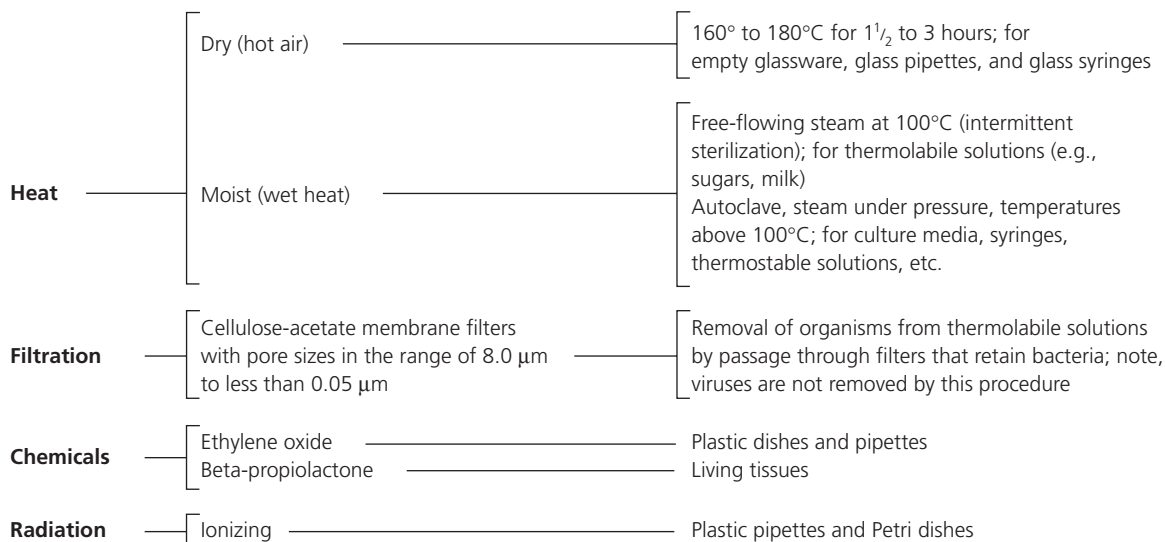 Heat
Dry (hot air)
160° to 180°C for 1 1/2 to 3 hours; for
empty glassware, glass pipettes, and glass syringes
Moist (wet heat)
Free-flowing steam at 100°C (intermittent
sterilization); for thermolabile solutions (e.g.,
sugars, milk)
Autoclave, steam under pressure, temperatures
above 100°C; for culture media, syringes,
thermostable solutions, etc.
Filtration
Cellulose-acetate membrane filters
with pore sizes in the range of 8.0 μm
to less than 0.05 μm
Removal of organisms from thermolabile solutions
by passage through filters that retain bacteria; note,
viruses are not removed by this procedure
Chemicals
Ethylene oxide
Plastic dishes and pipettes
Beta-propiolactone
Living tissues
Radiation
Ionizing
Plastic pipettes and Petri dishes